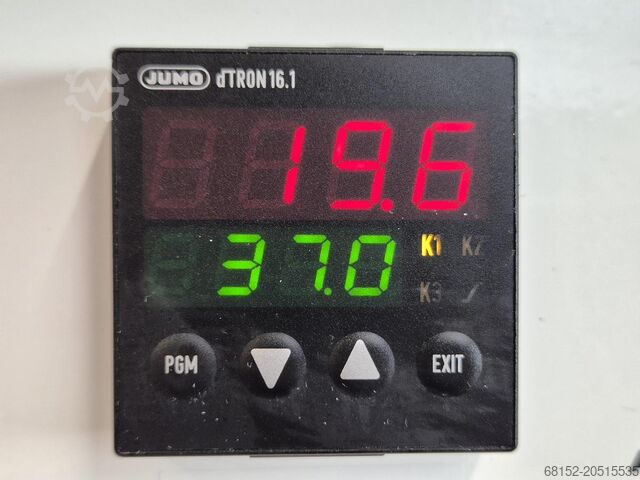 JUMO dTRON 16.1
19.6
37.0
K1 K2
K3
PGM EXIT
68152-20515535